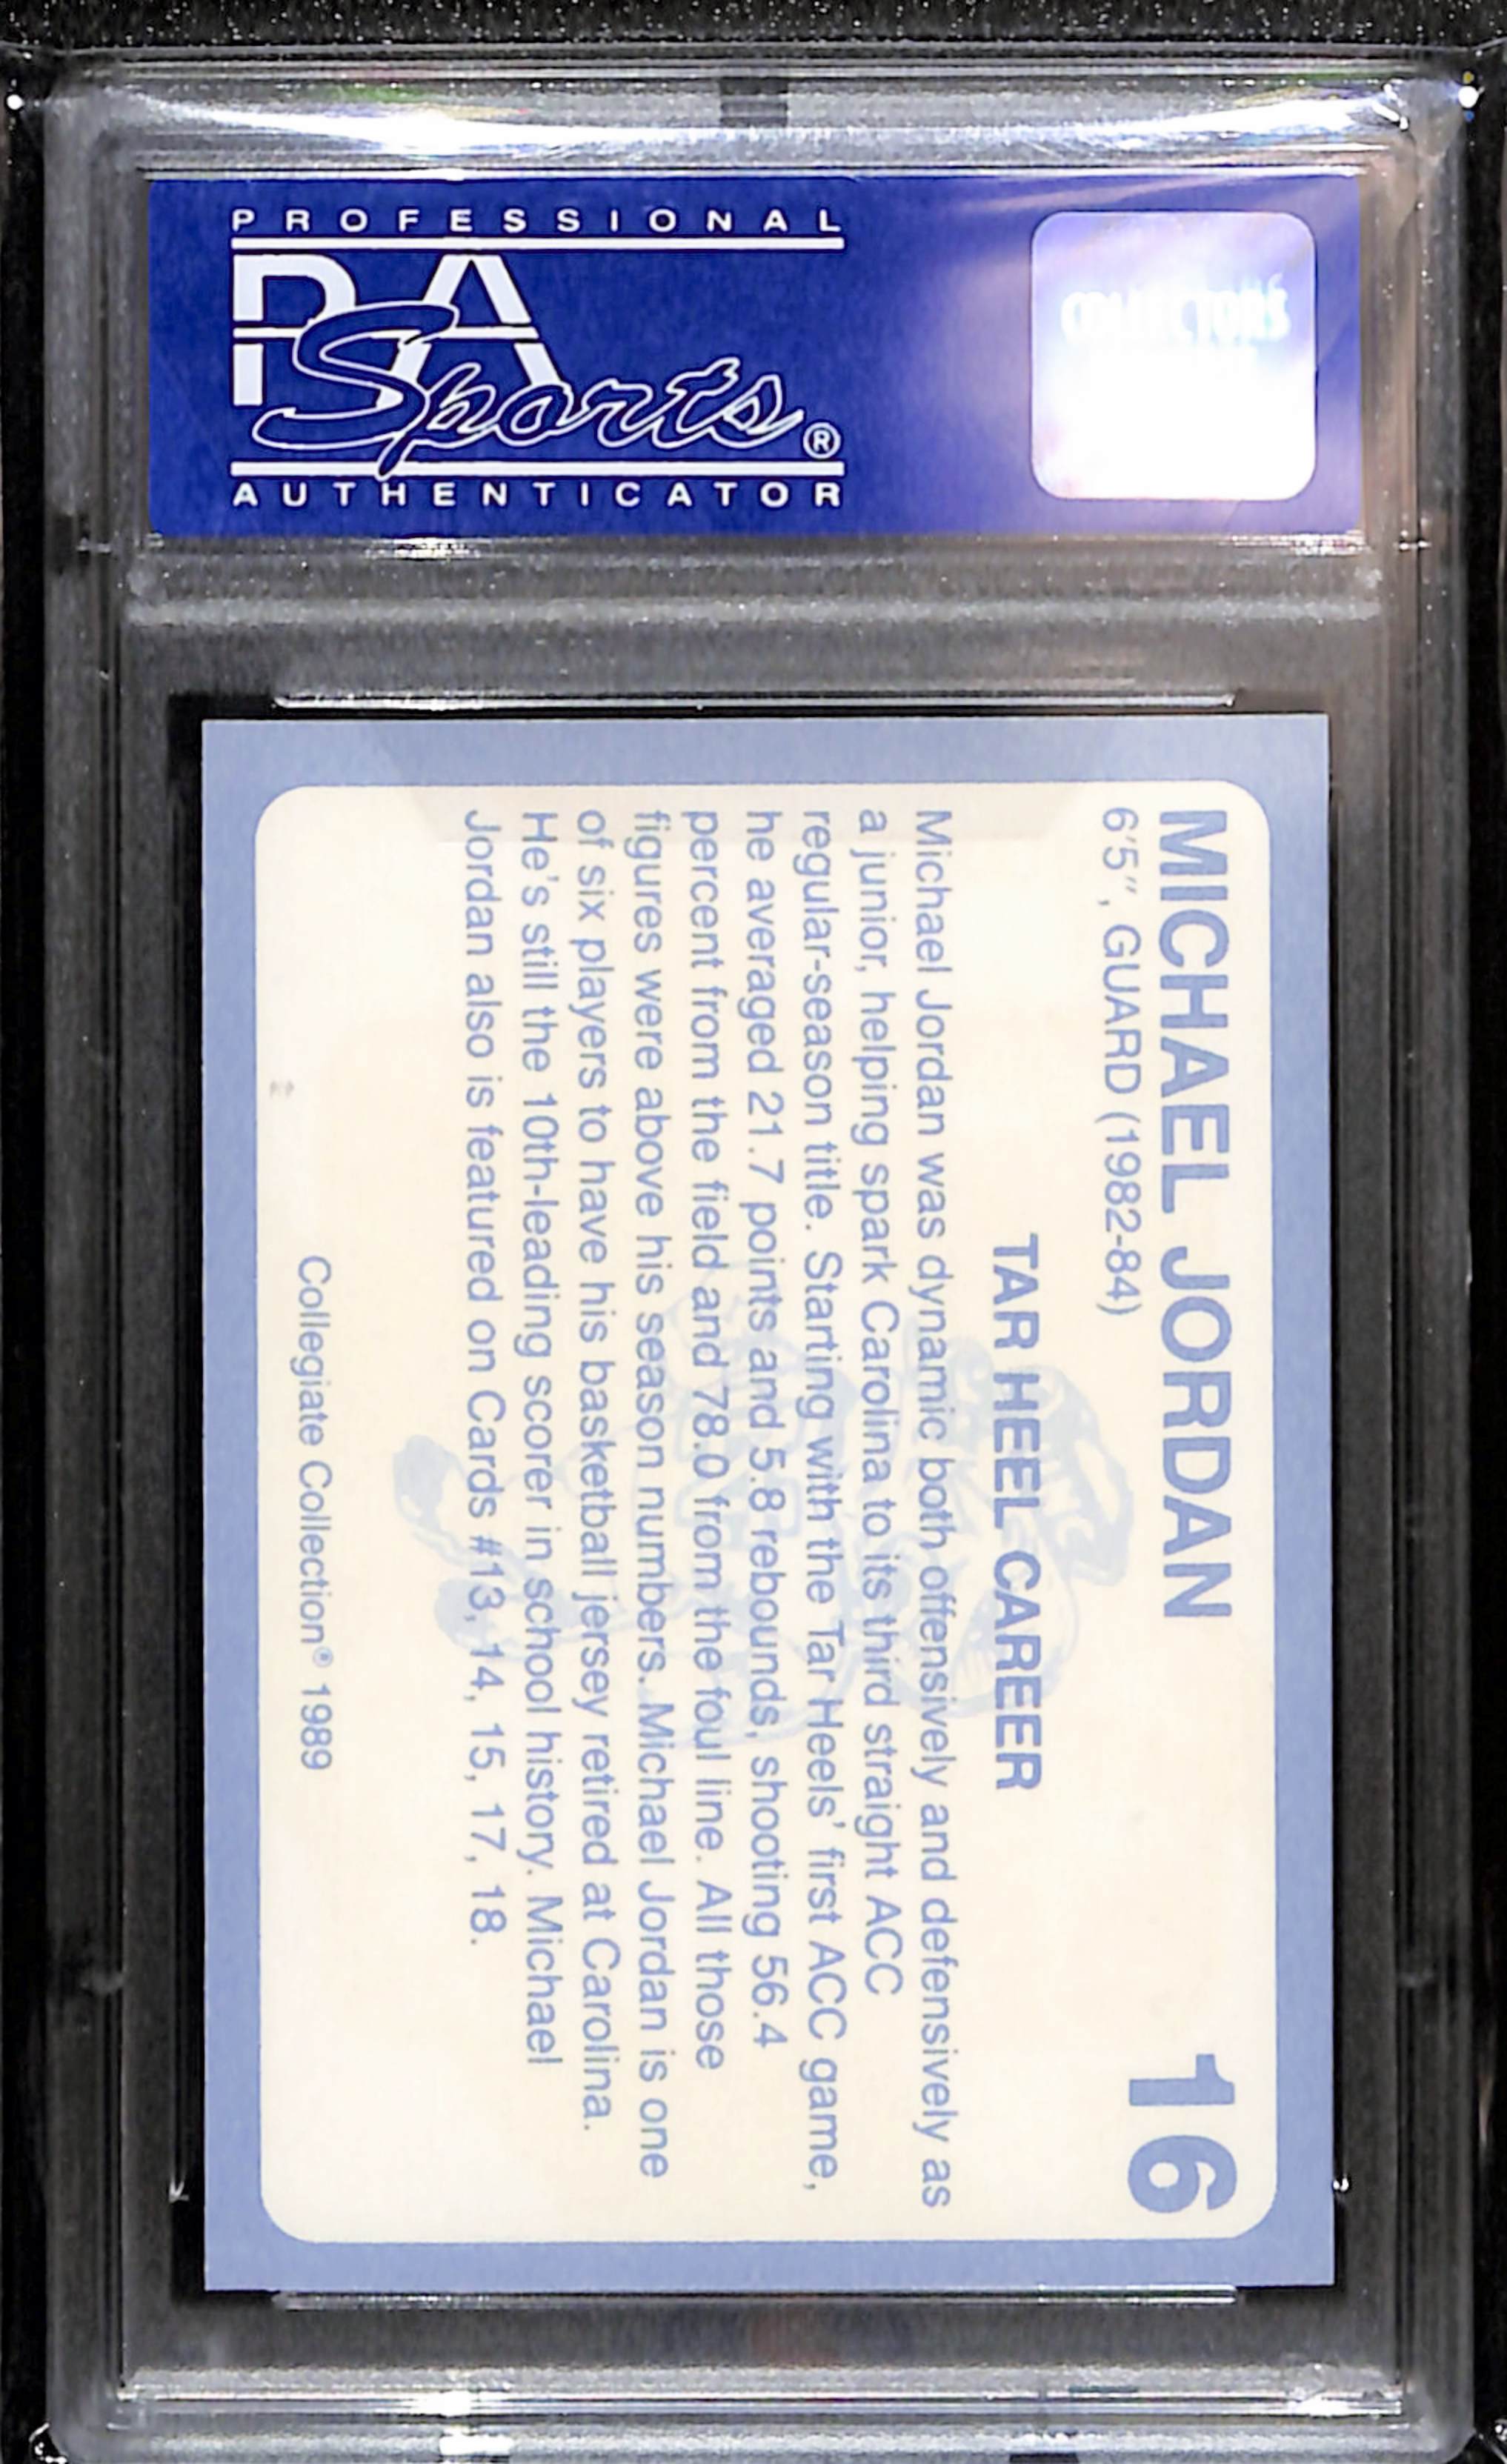 PROFESSIONAL
PSA
Sports®
AUTHENTICATOR
COLLECTORS
MICHAEL JORDAN
16
6'5", GUARD (1982-84)
TAR HEEL CAREER
Michael Jordan was dynamic both offensively and defensively as
a junior, helping spark Carolina to its third straight ACC
regular-season title. Starting with the Tar Heels' first ACC game,
he averaged 21.7 points and 5.8 rebounds, shooting 56.4
percent from the field and 78.0 from the foul line. All those
figures were above his season numbers. Michael Jordan is one
of six players to have his basketball jersey retired at Carolina.
He's still the 10th-leading scorer in school history. Michael
Jordan also is featured on Cards #13, 14, 15, 17, 18.
Collegiate Collection® 1989